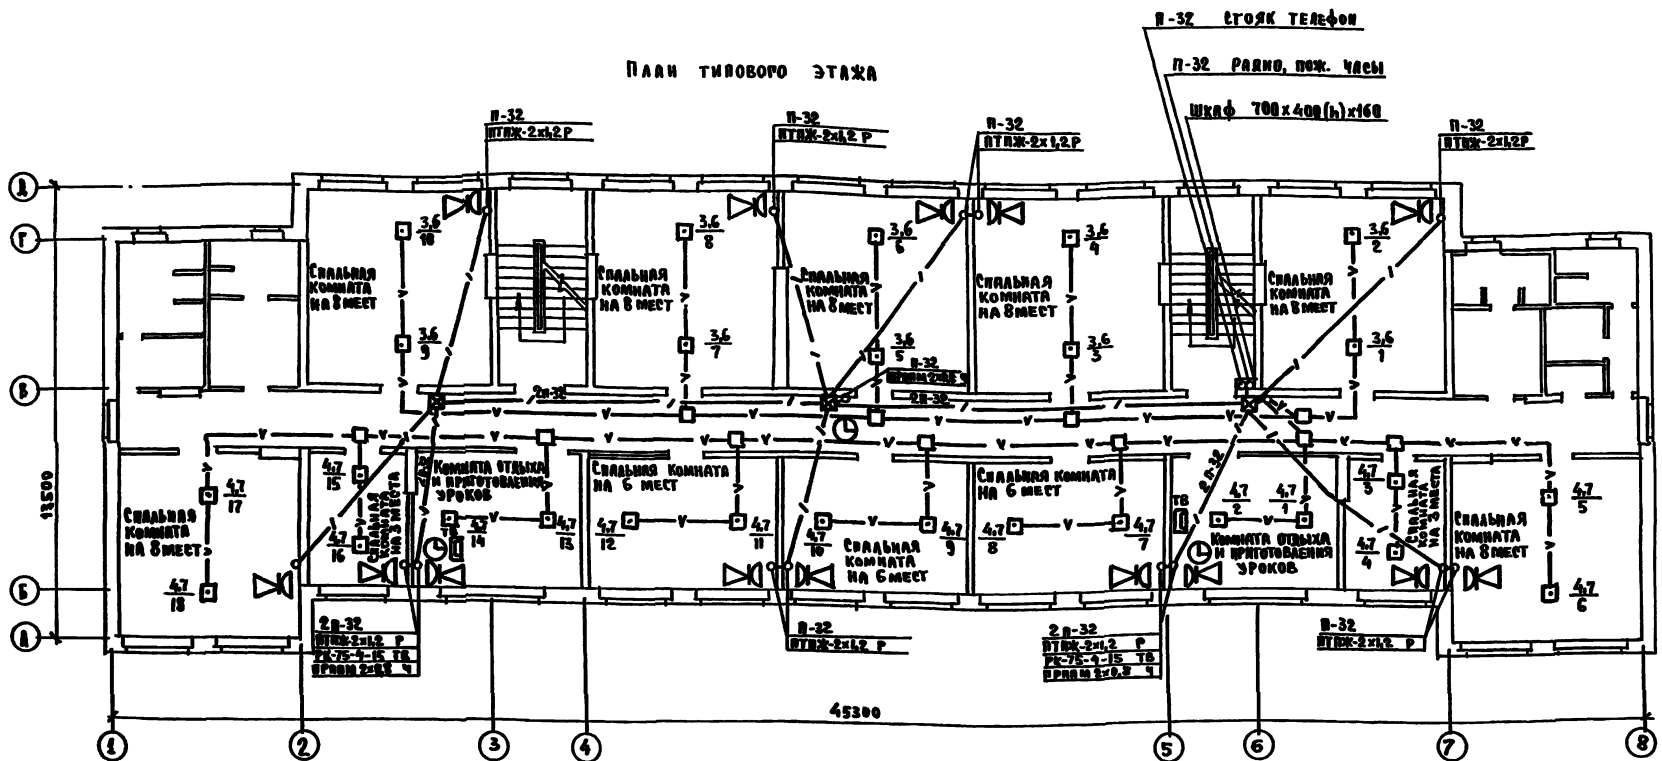 П-32 СТОЯК ТЕЛЕФОН
ПЛАН ТИПОВОГО ЭТАЖА
П-32 РАДИО, ПОЖ. ЧАСЫ
ШКАФ 700х400(h)х160
П-32
ПТПЖ-2х1,2Р
П-32
ПТПЖ-2х1,2 Р
П-32
ПТПЖ-2х1,2Р
П-32
ПТПЖ-2х1,2Р
Д
Г
В
Б
А
13500
3,6
10
3,6
8
3,6
6
3,6
4
3,6
2
СПАЛЬНАЯ
КОМНАТА
НА 8 МЕСТ
СПАЛЬНАЯ
КОМНАТА
НА 8 МЕСТ
СПАЛЬНАЯ
КОМНАТА
НА 8 МЕСТ
СПАЛЬНАЯ
КОМНАТА
НА 8 МЕСТ
СПАЛЬНАЯ
КОМНАТА
НА 8 МЕСТ
3,6
9
3,6
7
3,6
5
3,6
3
3,6
1
П-32
2П-32
2П-32
2П-32
4,7
17
4,7
18
СПАЛЬНАЯ
КОМНАТА
НА 8 МЕСТ
4,7
15
4,7
16
СПАЛЬНАЯ
КОМНАТА
НА 3 МЕСТА
КОМНАТА ОТДЫХА
И ПРИГОТОВЛЕНИЯ
УРОКОВ
ТВ
4,7
14
4,7
13
СПАЛЬНАЯ КОМНАТА
НА 6 МЕСТ
4,7
12
4,7
11
4,7
10
СПАЛЬНАЯ
КОМНАТА
НА 6 МЕСТ
4,7
9
СПАЛЬНАЯ КОМНАТА
НА 6 МЕСТ
4,7
8
4,7
7
ТВ
4,7
2
4,7
1
КОМНАТА ОТДЫХА
И ПРИГОТОВЛЕНИЯ
УРОКОВ
4,7
3
4,7
4
СПАЛЬНАЯ
КОМНАТА
НА 3 МЕСТА
СПАЛЬНАЯ
КОМНАТА
НА 8 МЕСТ
4,7
5
4,7
6
2П-32
ПТПЖ-2х1,2 Р
РК-75-4-15 ТВ
ПРППМ 2х0,8 Ч
П-32
ПТПЖ-2х1,2 Р
2П-32
ПТПЖ-2х1,2 Р
РК-75-4-15 ТВ
ПРППМ 2х0,8 Ч
П-32
ПТПЖ-2х1,2 Р
45300
1
2
3
4
5
6
7
8